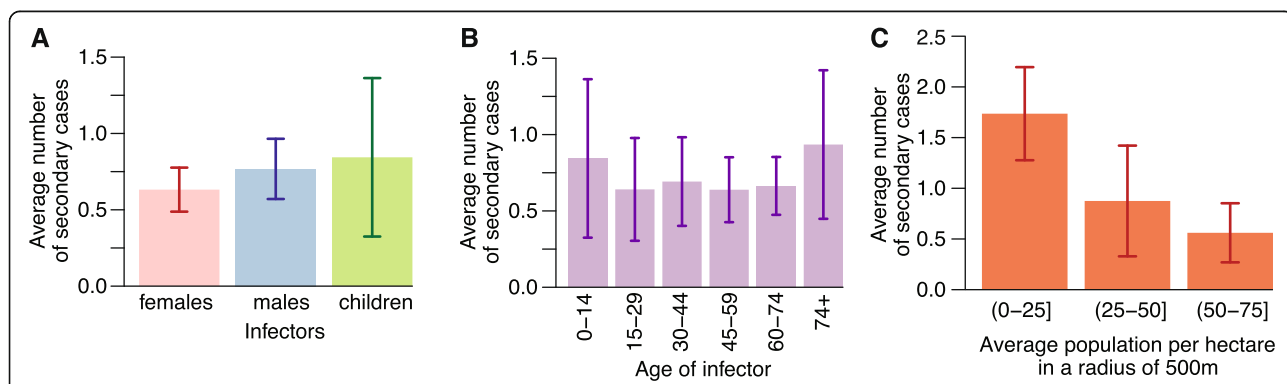 A
Average number
of secondary cases
1.5
1.0
0.5
0.0
females males children
Infectors
B
Average number
of secondary cases
1.5
1.0
0.5
0.0
0–14
15–29
30–44
45–59
60–74
74+
Age of infector
C
Average number
of secondary cases
2.5
2.0
1.5
1.0
0.5
0.0
(0–25] (25–50] (50–75]
Average population per hectare
in a radius of 500m